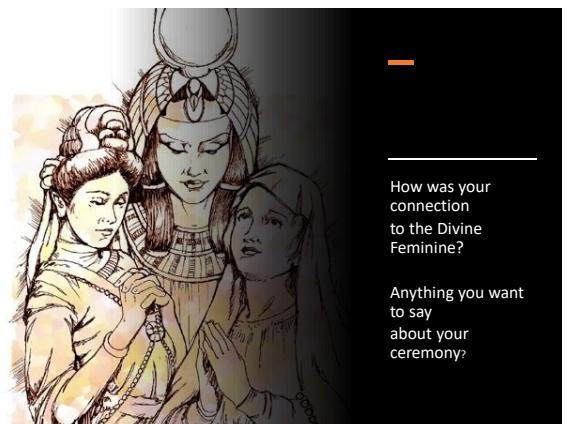 How was your
connection
to the Divine
Feminine?
Anything you want
to say
about your
ceremony?